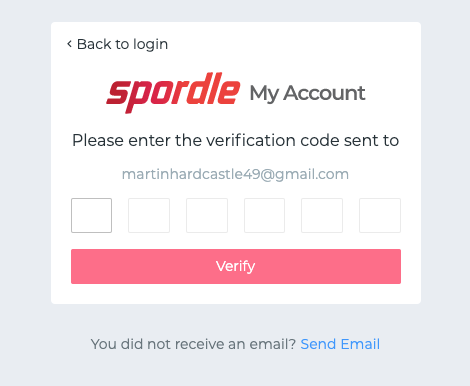 ‹ Back to login
spordle My Account
Please enter the verification code sent to
martinhardcastle49@gmail.com
Verify
You did not receive an email? Send Email